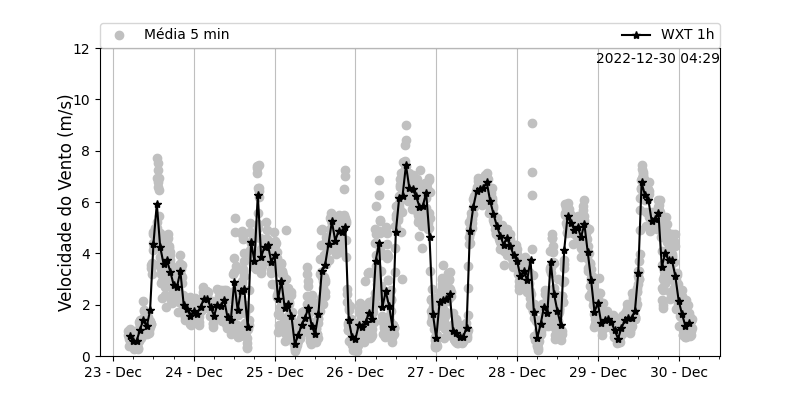 Média 5 min
WXT 1h
2022-12-30 04:29
Velocidade do Vento (m/s)
12
10
8
6
4
2
0
23 - Dec
24 - Dec
25 - Dec
26 - Dec
27 - Dec
28 - Dec
29 - Dec
30 - Dec